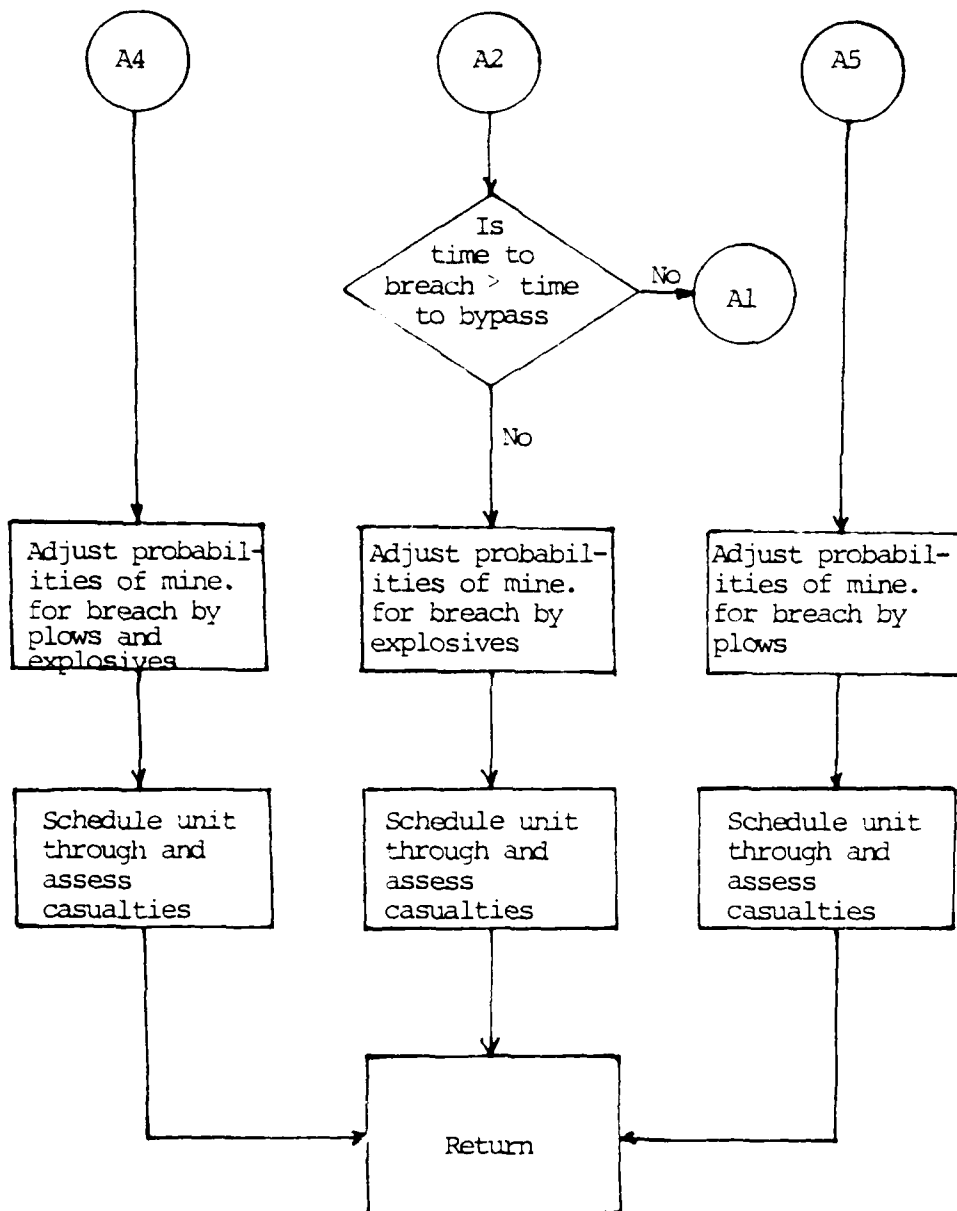 A4
A2
A5
Is
time to
breach > time
to bypass
No
A1
No
Adjust probabil-
ities of mine.
for breach by
plows and
explosives
Adjust probabil-
ities of mine.
for breach by
explosives
Adjust probabil-
ities of mine.
for breach by
plows
Schedule unit
through and
assess
casualties
Schedule unit
through and
assess
casualties
Schedule unit
through and
assess
casualties
Return